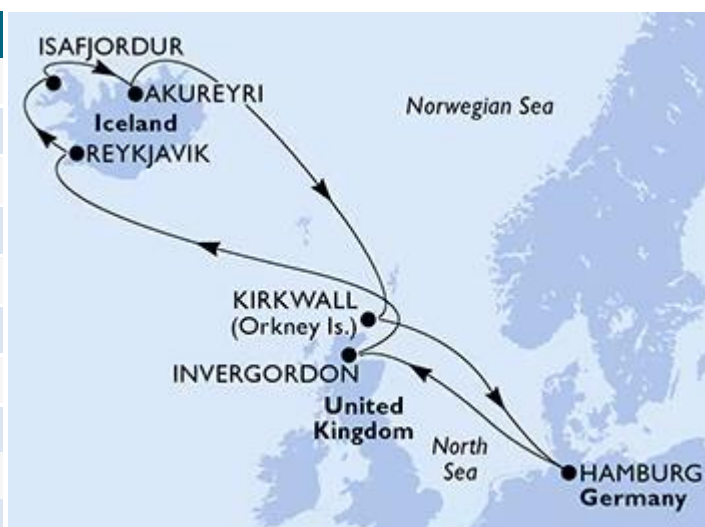 ISAFJORDUR
AKUREYRI
Iceland
REYKJAVIK
Norwegian Sea
KIRKWALL
(Orkney Is.)
INVERGORDON
United
Kingdom
North
Sea
HAMBURG
Germany